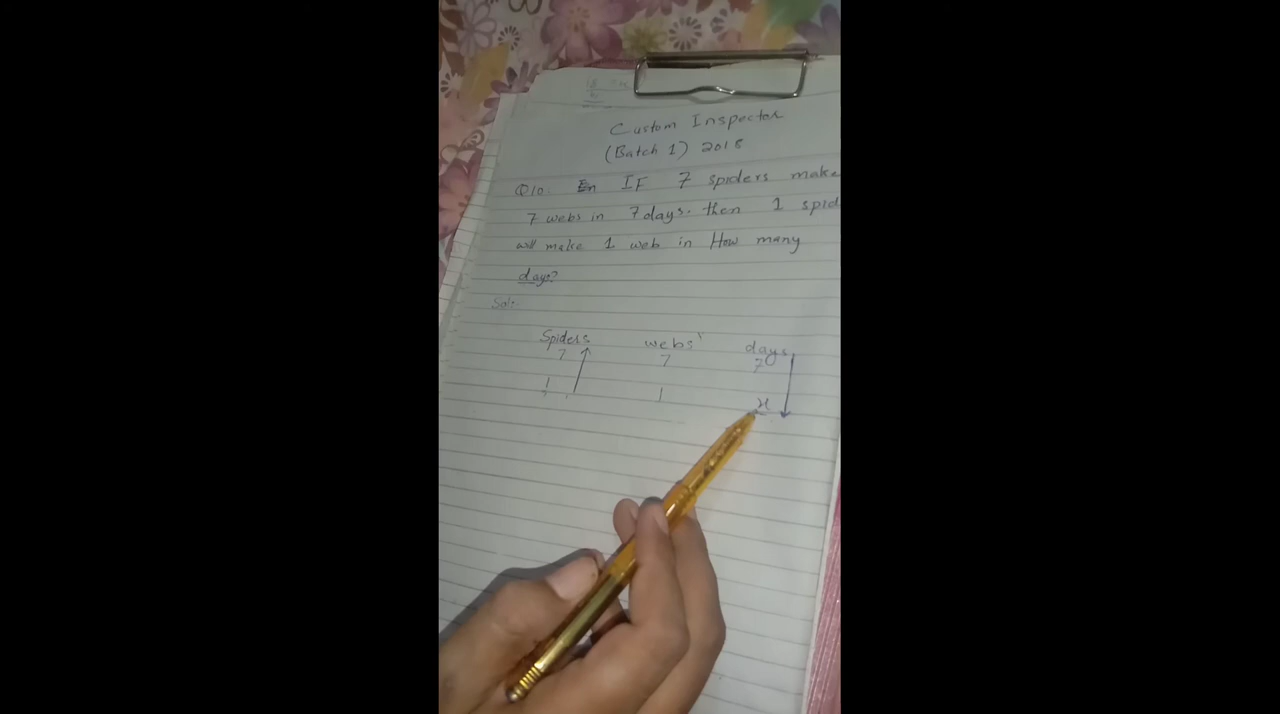 Custom Inspector
(Batch 1) 2018
Q10. En IF 7 spiders make
7 webs in 7 days. then 1 spid
will make 1 web in How many
days?
Sol:
Spiders webs days
7 7 7
1 1 x